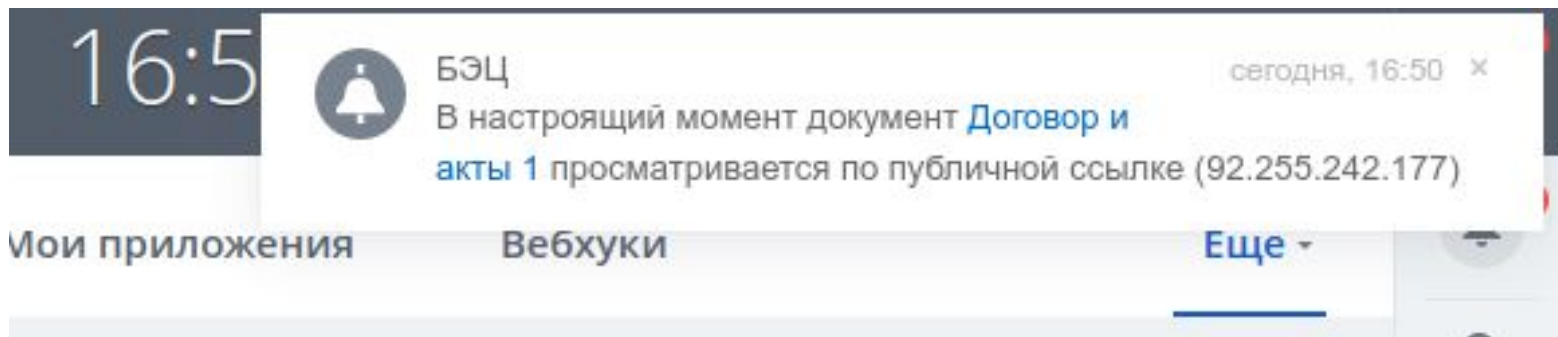 16:5
БЭЦ
сегодня, 16:50 ×
В настроящий момент документ Договор и
акты 1 просматривается по публичной ссылке (92.255.242.177)
Мои приложения
Вебхуки
Еще